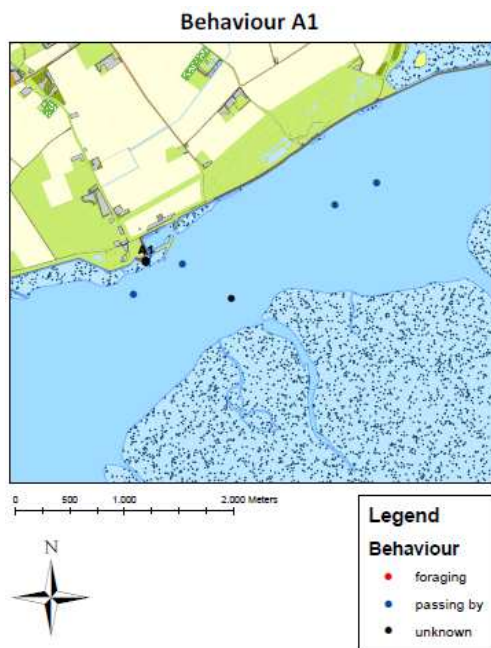 Behaviour A1
A1
0 500 1.000 2.000 Meters
N
Legend
Behaviour
foraging
passing by
unknown